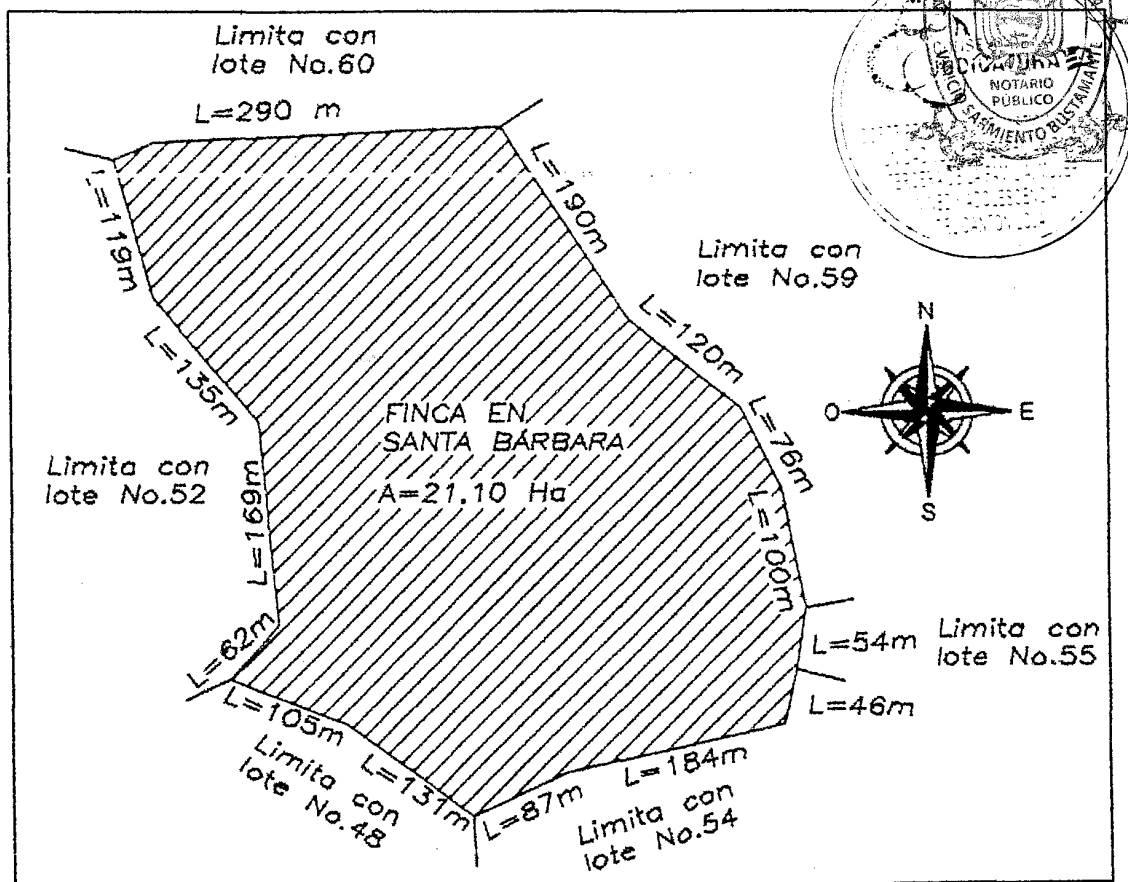 Limita con
lote No.60
L=290 m
NOTARIO
PÚBLICO
SARMIENTO BUSTAMANTE
L=119m
L=190m
Limita con
lote No.59
L=120m
L=135m
N
O
E
S
FINCA EN
SANTA BÁRBARA
A=21.10 Ha
L=76m
Limita con
lote No.52
L=169m
L=100m
L=62m
L=54m
Limita con
lote No.55
L=46m
L=105m
Limita con
lote No.48
L=131m
L=87m
L=184m
Limita con
lote No.54